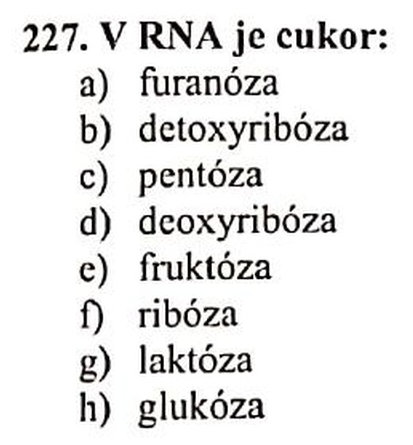 227. V RNA je cukor:
a) furanóza
b) detoxyribóza
c) pentóza
d) deoxyribóza
e) fruktóza
f) ribóza
g) laktóza
h) glukóza